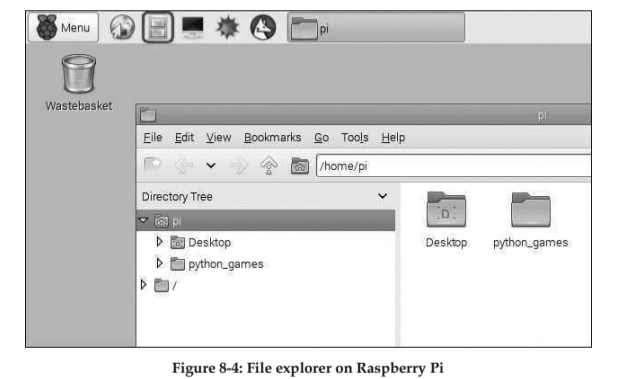 Menu
pi
Wastebasket
pi
File Edit View Bookmarks Go Tools Help
/home/pi
Directory Tree
pi
Desktop
python_games
/
D
Desktop
python_games
Figure 8-4: File explorer on Raspberry Pi